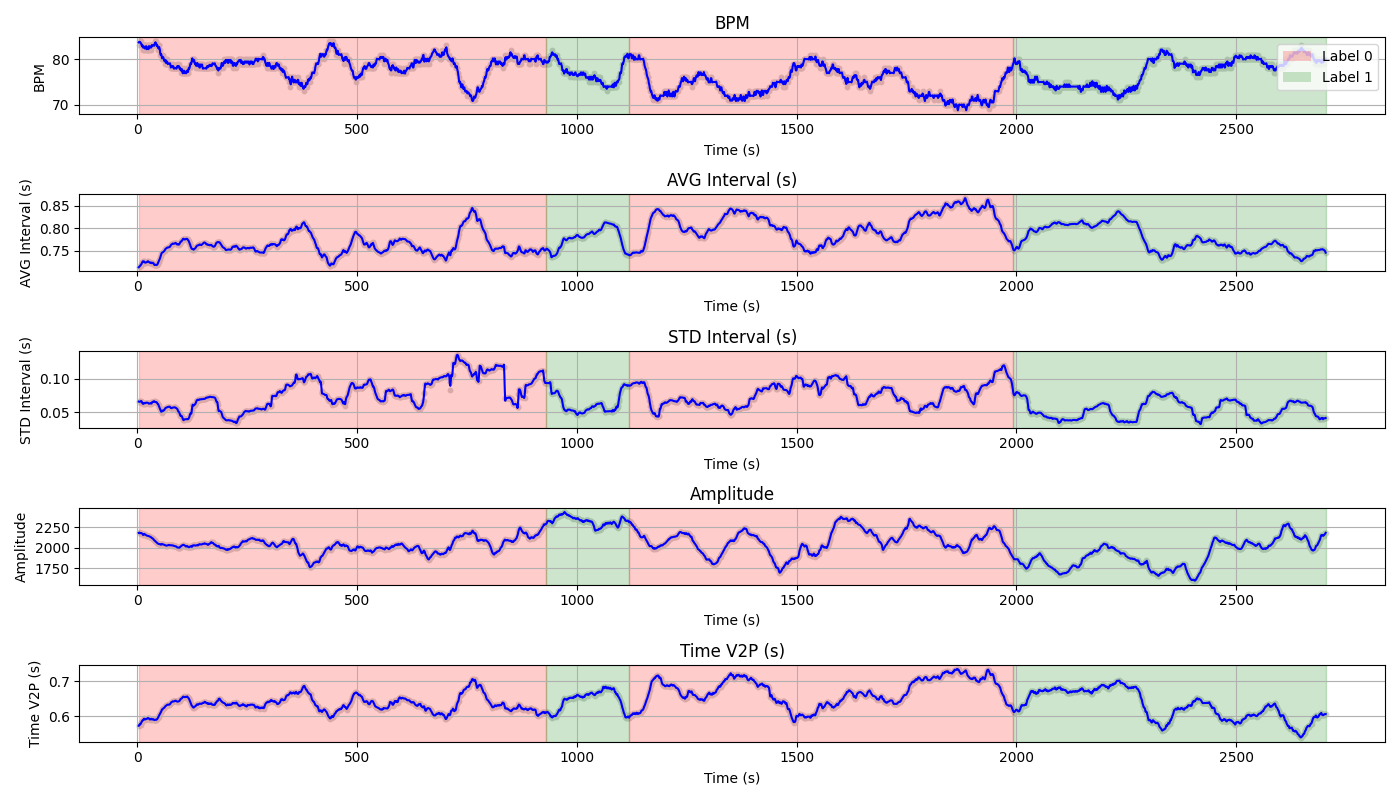 BPM
BPM
80
70
Label 0
Label 1
0 500 1000 1500 2000 2500
Time (s)
AVG Interval (s)
AVG Interval (s)
0.85
0.80
0.75
0 500 1000 1500 2000 2500
Time (s)
STD Interval (s)
STD Interval (s)
0.10
0.05
0 500 1000 1500 2000 2500
Time (s)
Amplitude
Amplitude
2250
2000
1750
0 500 1000 1500 2000 2500
Time (s)
Time V2P (s)
Time V2P (s)
0.7
0.6
0 500 1000 1500 2000 2500
Time (s)